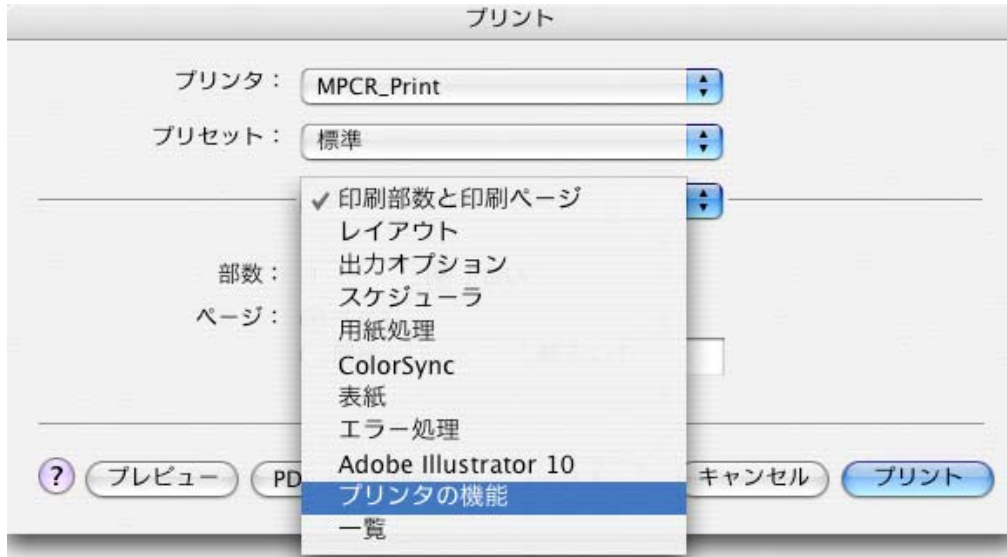 プリント
プリンタ： MPCR_Print
プリセット： 標準
✓ 印刷部数と印刷ページ
レイアウト
出力オプション
スケジューラ
用紙処理
ColorSync
表紙
エラー処理
Adobe Illustrator 10
プリンタの機能
一覧
部数：
ページ：
? プレビュー PD キャンセル プリント